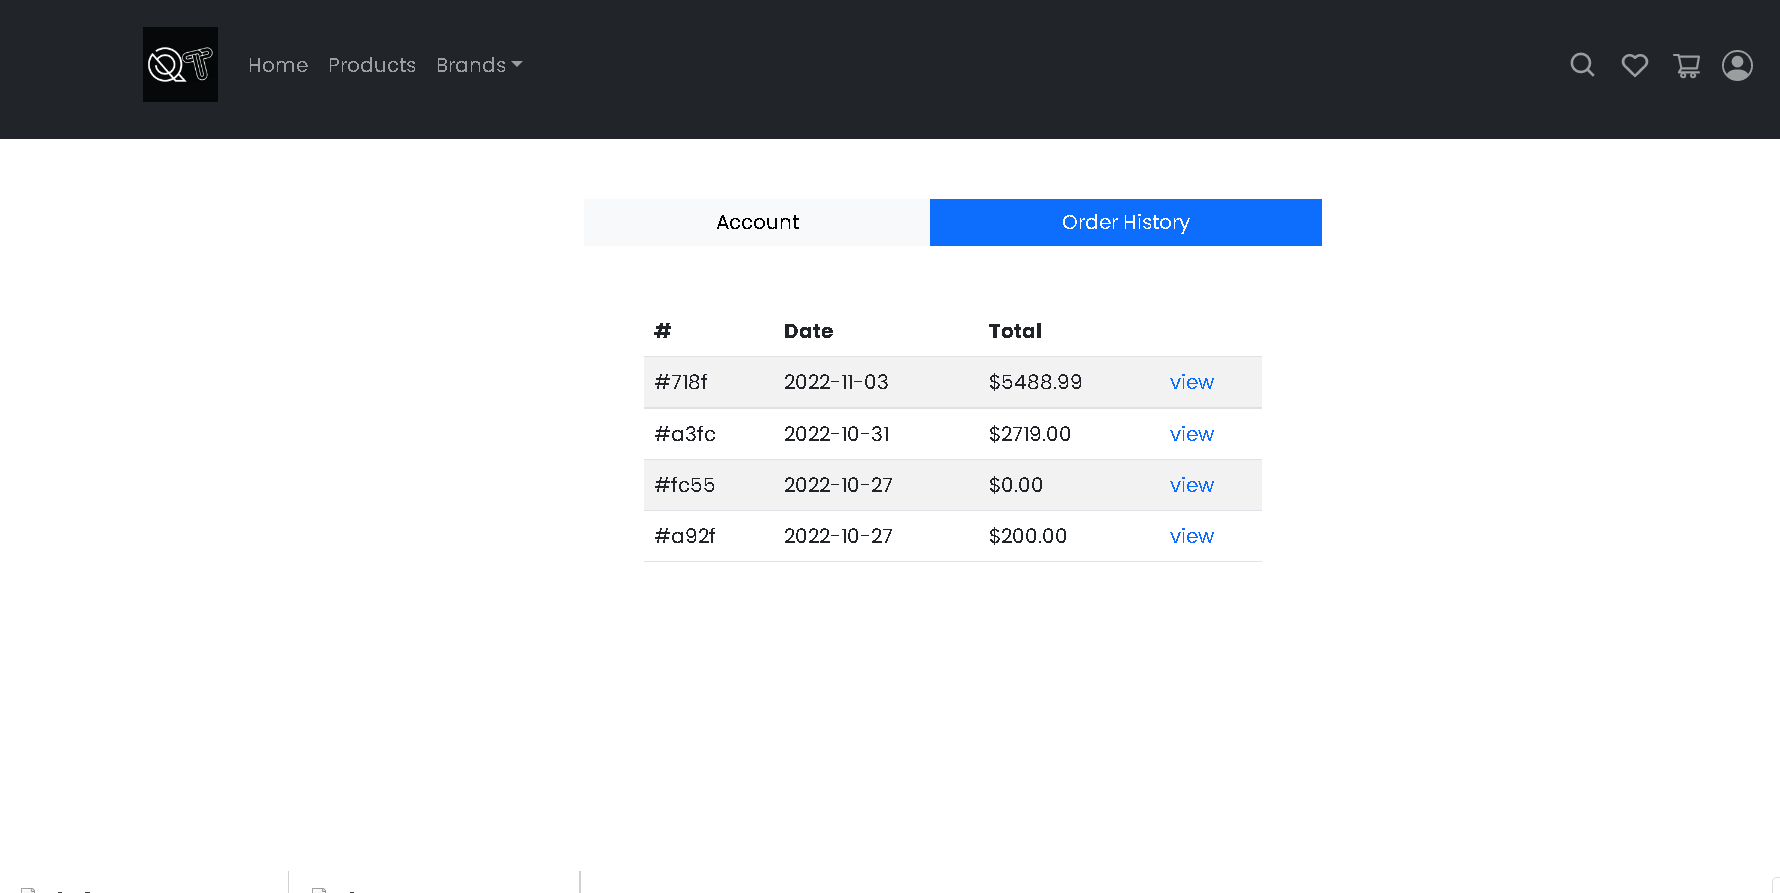 QT
Home Products Brands
Account Order History
# Date Total
#718f 2022-11-03 $5488.99 view
#a3fc 2022-10-31 $2719.00 view
#fc55 2022-10-27 $0.00 view
#a92f 2022-10-27 $200.00 view